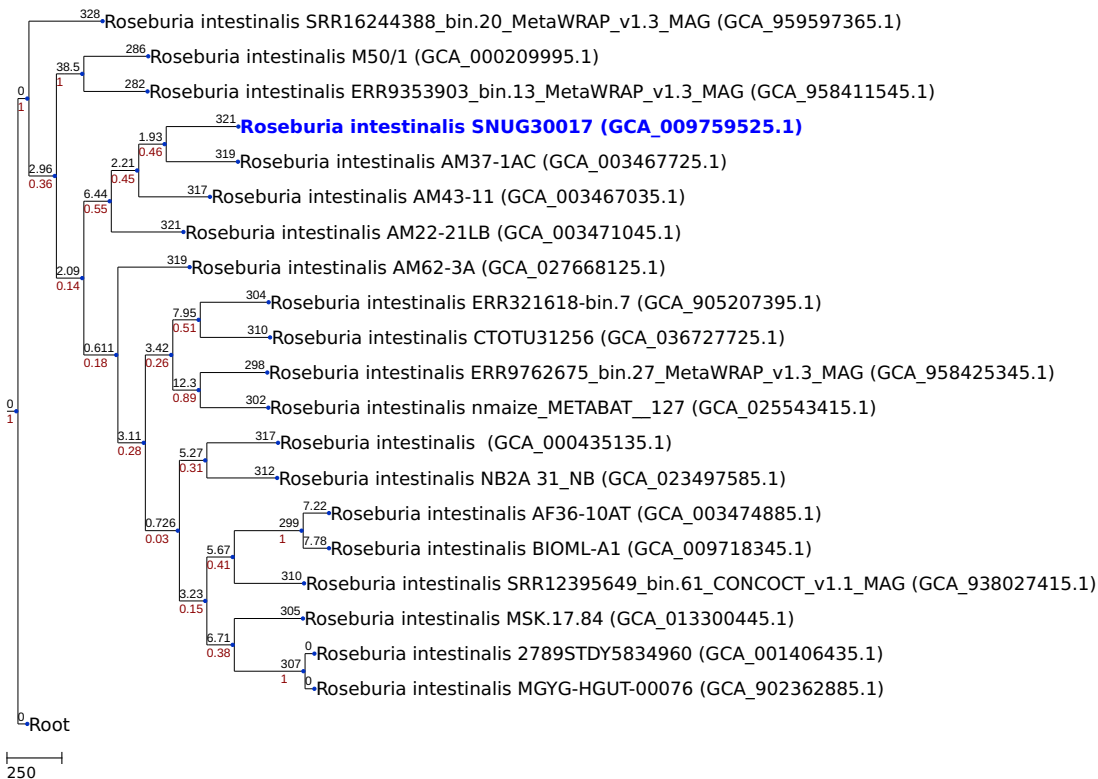 328 Roseburia intestinalis SRR16244388_bin.20_MetaWRAP_v1.3_MAG (GCA_959597365.1)
286 Roseburia intestinalis M50/1 (GCA_000209995.1)
38.5
1
282 Roseburia intestinalis ERR9353903_bin.13_MetaWRAP_v1.3_MAG (GCA_958411545.1)
0
1
321 Roseburia intestinalis SNUG30017 (GCA_009759525.1)
1.93
0.46
319 Roseburia intestinalis AM37-1AC (GCA_003467725.1)
2.21
0.45
2.96
0.36
317 Roseburia intestinalis AM43-11 (GCA_003467035.1)
6.44
0.55
321 Roseburia intestinalis AM22-21LB (GCA_003471045.1)
319 Roseburia intestinalis AM62-3A (GCA_027668125.1)
2.09
0.14
304 Roseburia intestinalis ERR321618-bin.7 (GCA_905207395.1)
7.95
0.51
310 Roseburia intestinalis CTOTU31256 (GCA_036727725.1)
0.611
0.18
3.42
0.26
298 Roseburia intestinalis ERR9762675_bin.27_MetaWRAP_v1.3_MAG (GCA_958425345.1)
12.3
0.89
302 Roseburia intestinalis nmaize_METABAT__127 (GCA_025543415.1)
0
1
3.11
0.28
317 Roseburia intestinalis (GCA_000435135.1)
5.27
0.31
312 Roseburia intestinalis NB2A 31_NB (GCA_023497585.1)
7.22 Roseburia intestinalis AF36-10AT (GCA_003474885.1)
0.726
0.03
299
1
7.78 Roseburia intestinalis BIOML-A1 (GCA_009718345.1)
5.67
0.41
310 Roseburia intestinalis SRR12395649_bin.61_CONCOCT_v1.1_MAG (GCA_938027415.1)
3.23
0.15
305 Roseburia intestinalis MSK.17.84 (GCA_013300445.1)
6.71
0.38
0 Roseburia intestinalis 2789STDY5834960 (GCA_001406435.1)
307
1
0 Roseburia intestinalis MGYG-HGUT-00076 (GCA_902362885.1)
0 Root
250